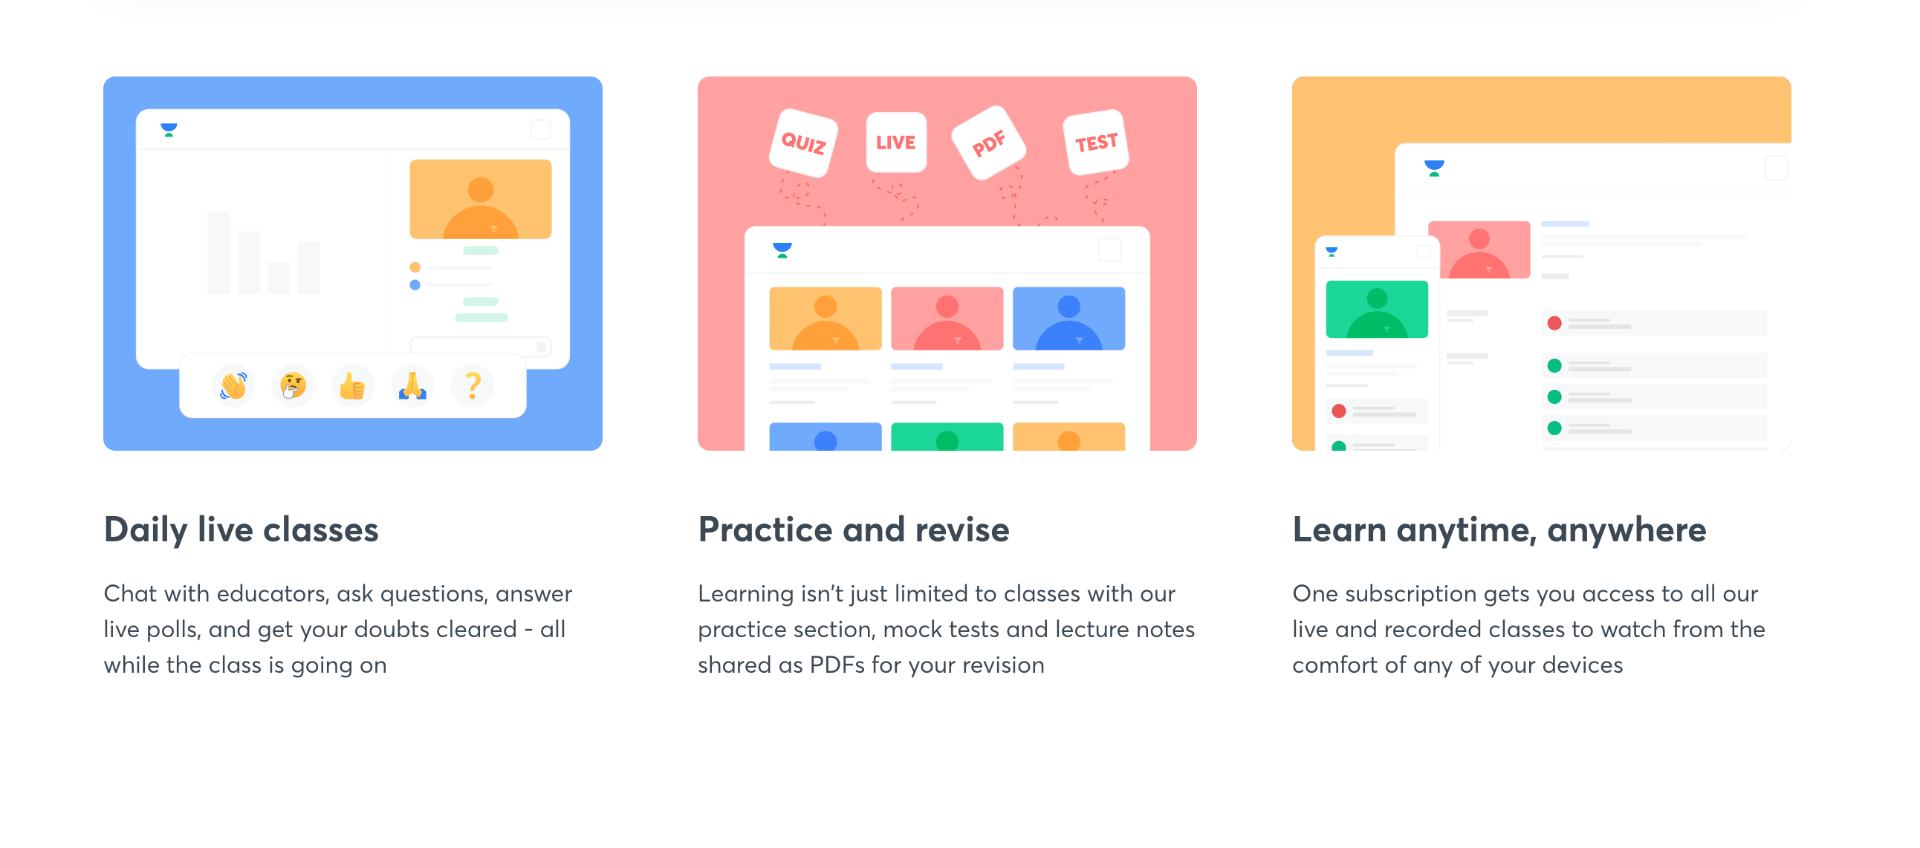 QUIZ
LIVE
PDF
TEST
Daily live classes
Chat with educators, ask questions, answer
live polls, and get your doubts cleared - all
while the class is going on
Practice and revise
Learning isn't just limited to classes with our
practice section, mock tests and lecture notes
shared as PDFs for your revision
Learn anytime, anywhere
One subscription gets you access to all our
live and recorded classes to watch from the
comfort of any of your devices